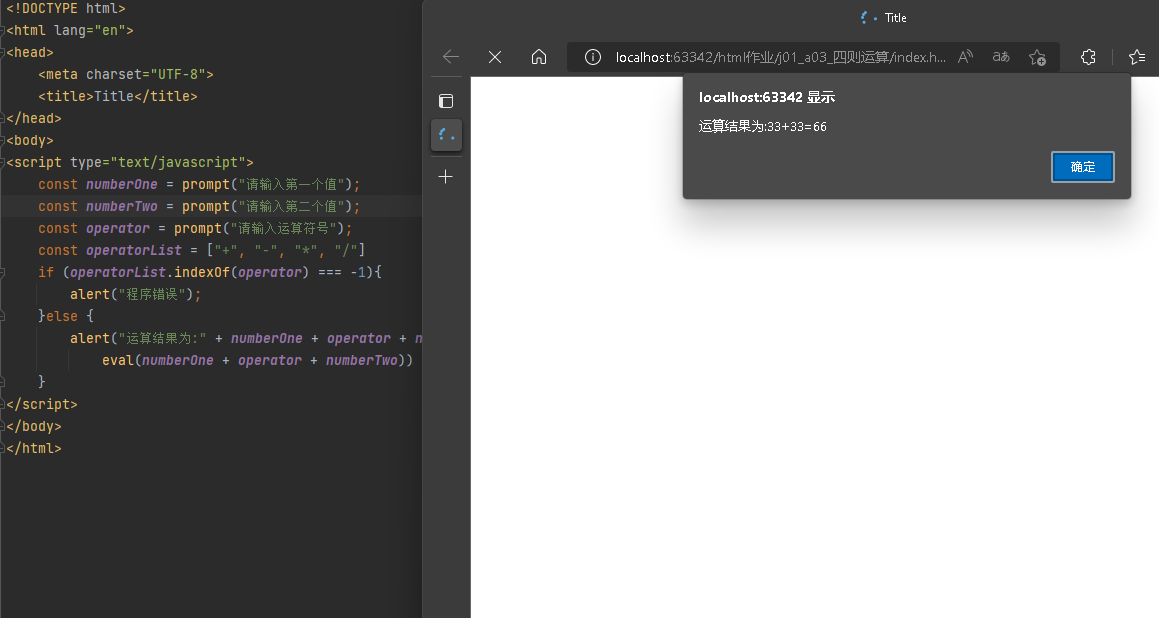 <!DOCTYPE html>
<html lang="en">
<head>
    <meta charset="UTF-8">
    <title>Title</title>
</head>
<body>
<script type="text/javascript">
    const numberOne = prompt("请输入第一个值");
    const numberTwo = prompt("请输入第二个值");
    const operator = prompt("请输入运算符号");
    const operatorList = ["+", "-", "*", "/"]
    if (operatorList.indexOf(operator) === -1){
        alert("程序错误");
    }else {
        alert("运算结果为:" + numberOne + operator + n
            eval(numberOne + operator + numberTwo))
    }
</script>
</body>
</html>
Title
localhost:63342/html作业/j01_a03_四则运算/index.h...
localhost:63342 显示
运算结果为:33+33=66
确定